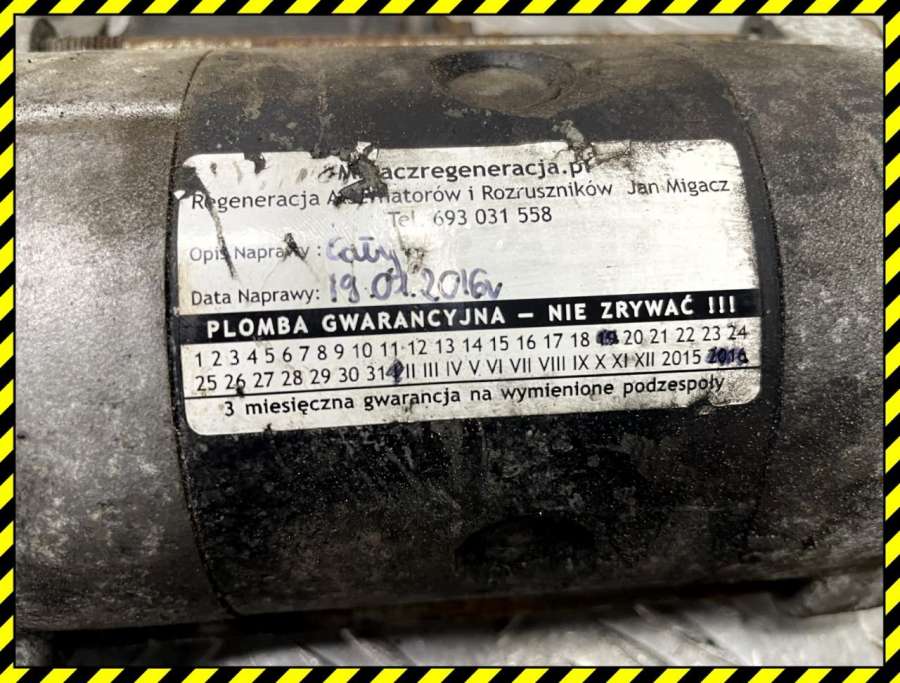 aczregeneracja.pl
Regeneracja Alternatorów i Rozruszników Jan Migacz
Tel. 693 031 558
Opis Naprawy : Cały
Data Naprawy: 19.01.2016r
PLOMBA GWARANCYJNA – NIE ZRYWAĆ !!!
1 2 3 4 5 6 7 8 9 10 11 12 13 14 15 16 17 18 19 20 21 22 23 24
25 26 27 28 29 30 31 I II III IV V VI VII VIII IX X XI XII 2015 2016
3 miesięczna gwarancja na wymienione podzespoły